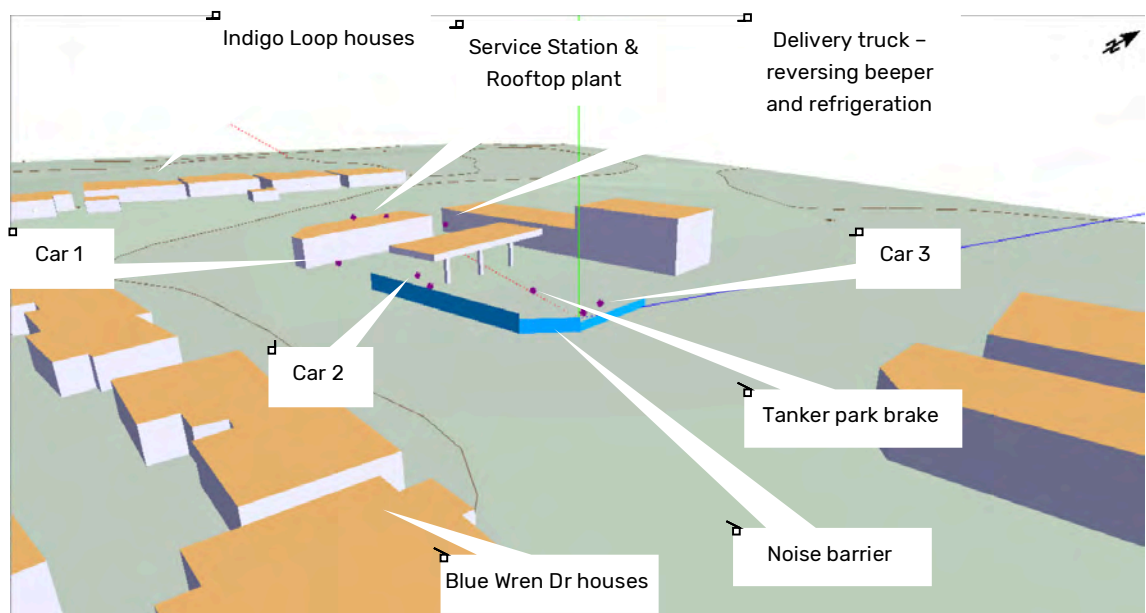 Indigo Loop houses
Service Station &
Rooftop plant
Delivery truck –
reversing beeper
and refrigeration
N
Car 1
Car 3
Car 2
Tanker park brake
Noise barrier
Blue Wren Dr houses